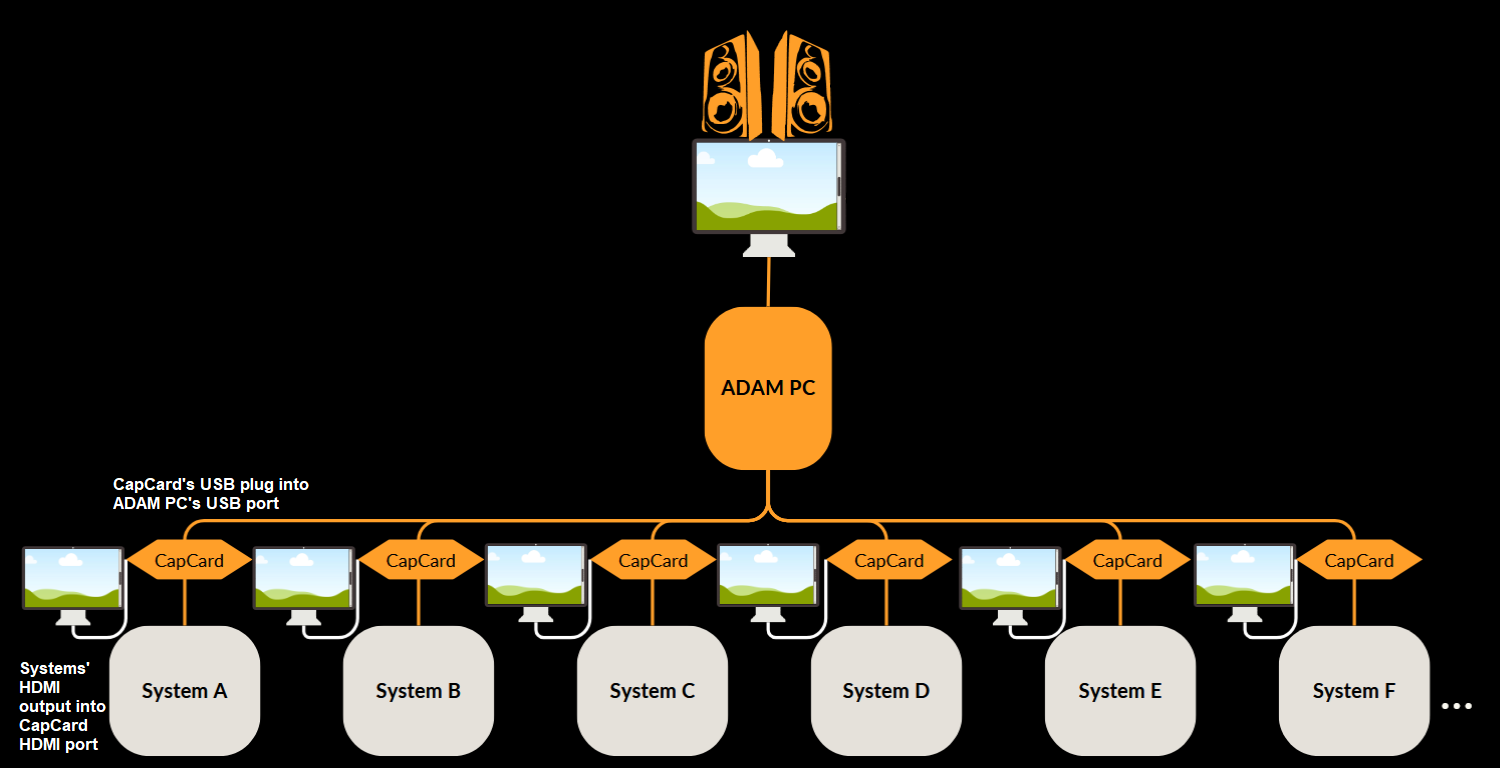 ADAM PC
CapCard's USB plug into
ADAM PC's USB port
CapCard
CapCard
CapCard
CapCard
CapCard
CapCard
Systems'
HDMI
output into
CapCard
HDMI port
System A
System B
System C
System D
System E
System F
...